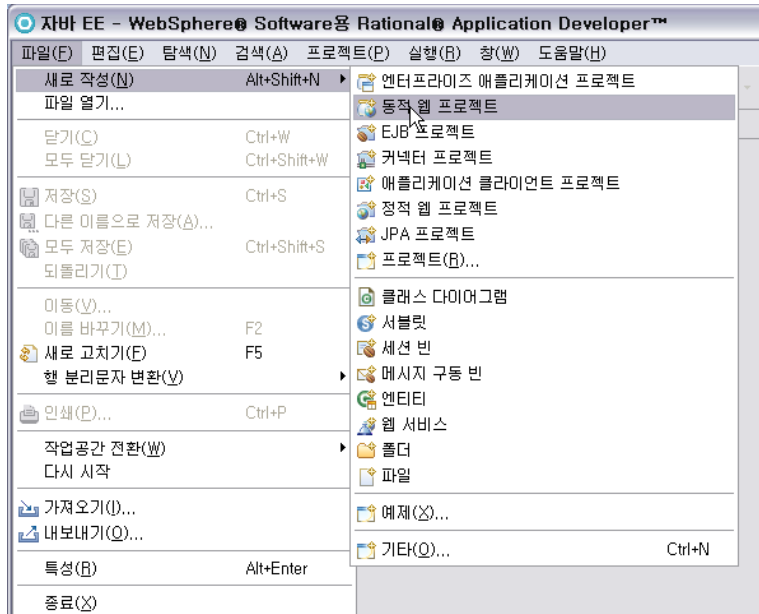 자바 EE - WebSphere® Software용 Rational® Application Developer™
파일(F) 편집(E) 탐색(N) 검색(A) 프로젝트(P) 실행(R) 창(W) 도움말(H)
새로 작성(N) Alt+Shift+N
파일 열기...
닫기(C) Ctrl+W
모두 닫기(L) Ctrl+Shift+W
저장(S) Ctrl+S
다른 이름으로 저장(A)...
모두 저장(E) Ctrl+Shift+S
되돌리기(T)
이동(V)...
이름 바꾸기(M)... F2
새로 고치기(F) F5
행 분리문자 변환(V)
인쇄(P)... Ctrl+P
작업공간 전환(W)
다시 시작
가져오기(I)...
내보내기(O)...
특성(R) Alt+Enter
종료(X)
엔터프라이즈 애플리케이션 프로젝트
동적 웹 프로젝트
EJB 프로젝트
커넥터 프로젝트
애플리케이션 클라이언트 프로젝트
정적 웹 프로젝트
JPA 프로젝트
프로젝트(R)...
클래스 다이어그램
서블릿
세션 빈
메시지 구동 빈
엔티티
웹 서비스
폴더
파일
예제(X)...
기타(O)... Ctrl+N